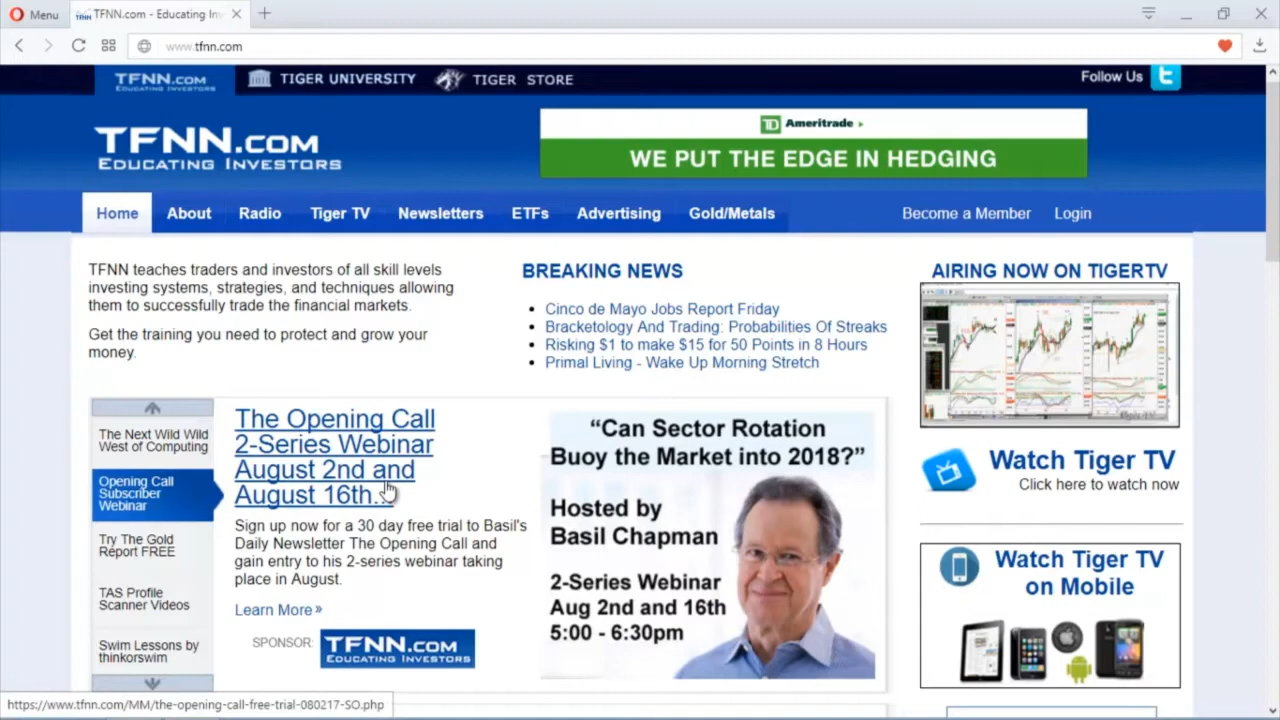 Menu
TFNN.com - Educating In
www.tfnn.com
TFNN.COM
EDUCATING INVESTORS
TIGER UNIVERSITY
TIGER STORE
Follow Us
TFNN.COM
EDUCATING INVESTORS
TD Ameritrade
WE PUT THE EDGE IN HEDGING
Home
About
Radio
Tiger TV
Newsletters
ETFs
Advertising
Gold/Metals
Become a Member
Login
TFNN teaches traders and investors of all skill levels
investing systems, strategies, and techniques allowing
them to successfully trade the financial markets.
Get the training you need to protect and grow your
money.
BREAKING NEWS
Cinco de Mayo Jobs Report Friday
Bracketology And Trading: Probabilities Of Streaks
Risking $1 to make $15 for 50 Points in 8 Hours
Primal Living - Wake Up Morning Stretch
AIRING NOW ON TIGERTV
The Next Wild Wild
West of Computing
Opening Call
Subscriber
Webinar
Try The Gold
Report FREE
TAS Profile
Scanner Videos
Swim Lessons by
thinkorswim
The Opening Call
2-Series Webinar
August 2nd and
August 16th...
Sign up now for a 30 day free trial to Basil's
Daily Newsletter The Opening Call and
gain entry to his 2-series webinar taking
place in August.
Learn More »
SPONSOR:
TFNN.COM
EDUCATING INVESTORS
“Can Sector Rotation
Buoy the Market into 2018?”
Hosted by
Basil Chapman
2-Series Webinar
Aug 2nd and 16th
5:00 - 6:30pm
Watch Tiger TV
Click here to watch now
Watch Tiger TV
on Mobile
https://www.tfnn.com/MM/the-opening-call-free-trial-080217-SO.php